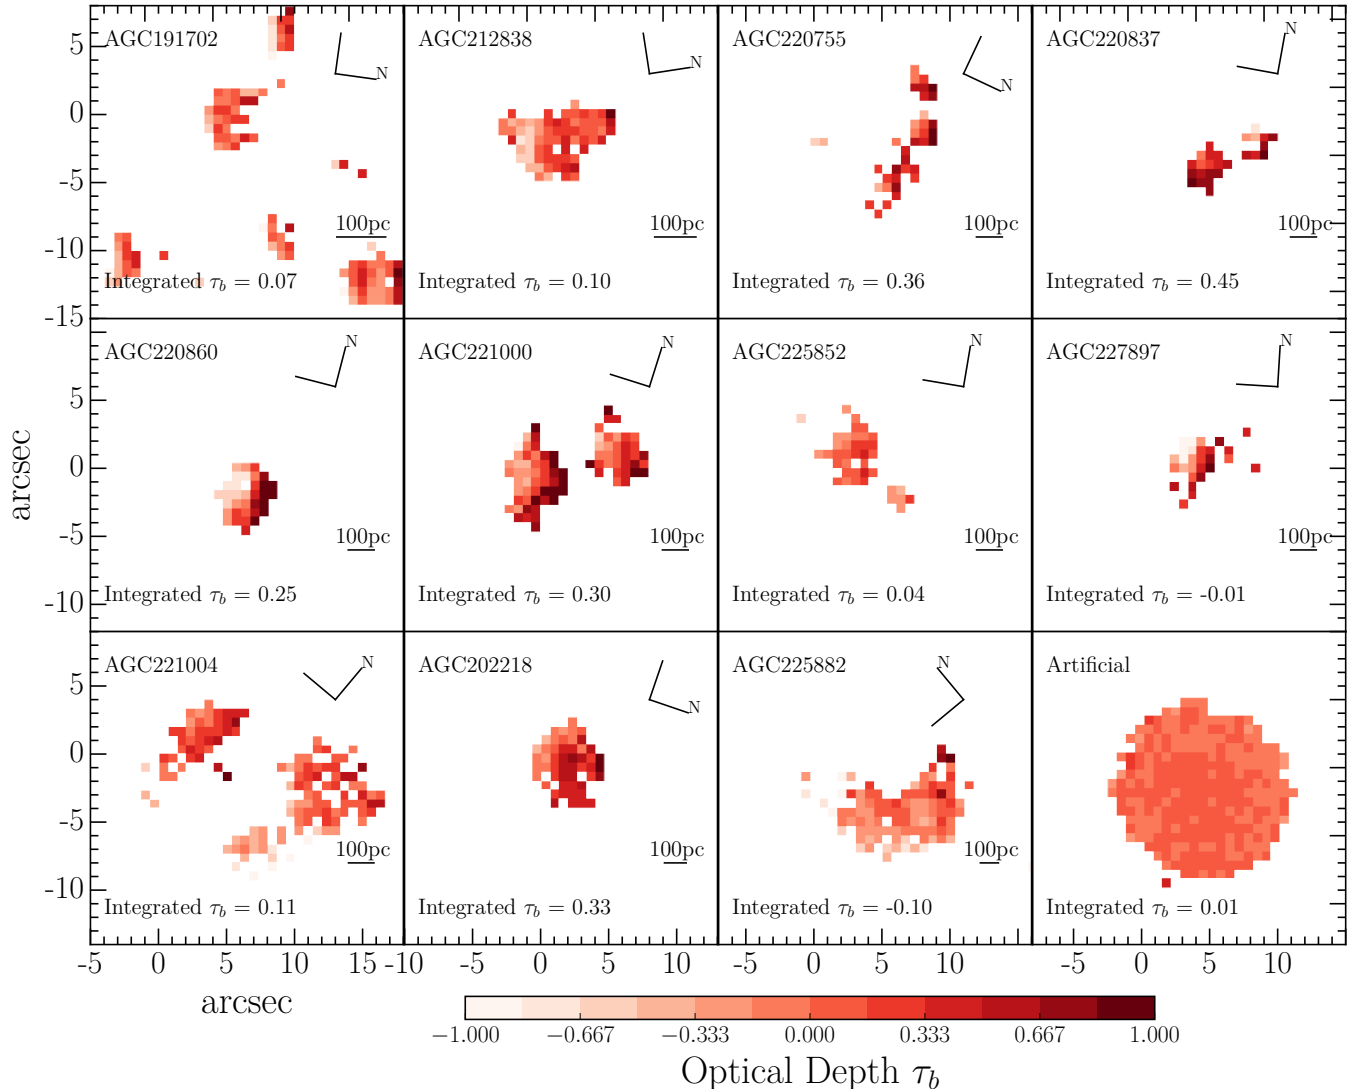 AGC191702 AGC212838 AGC220755 AGC220837
N N N N
5
0
-5
-10
-15
100pc 100pc 100pc 100pc
Integrated τb = 0.07 Integrated τb = 0.10 Integrated τb = 0.36 Integrated τb = 0.45
AGC220860 AGC221000 AGC225852 AGC227897
N N N N
5
0
-5
-10
arcsec
100pc 100pc 100pc 100pc
Integrated τb = 0.25 Integrated τb = 0.30 Integrated τb = 0.04 Integrated τb = -0.01
AGC221004 AGC202218 AGC225882 Artificial
N N N
5
0
-5
-10
100pc 100pc 100pc
Integrated τb = 0.11 Integrated τb = 0.33 Integrated τb = -0.10 Integrated τb = 0.01
-5 0 5 10 15 -10 -5 0 5 10 -5 0 5 10 -5 0 5 10
arcsec
−1.000 −0.667 −0.333 0.000 0.333 0.667 1.000
Optical Depth τb